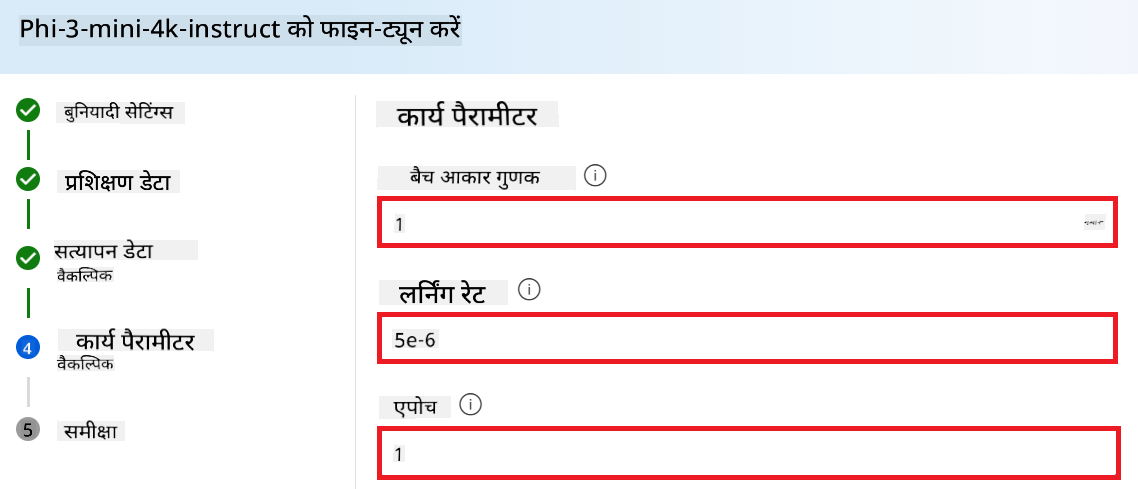 Phi-3-mini-4k-instruct को फाइन-ट्यून करें
बुनियादी सेटिंग्स
प्रशिक्षण डेटा
सत्यापन डेटा
वैकल्पिक
4
कार्य पैरामीटर
वैकल्पिक
5
समीक्षा
कार्य पैरामीटर
बैच आकार गुणक
1
लर्निंग रेट
5e-6
एपोच
1